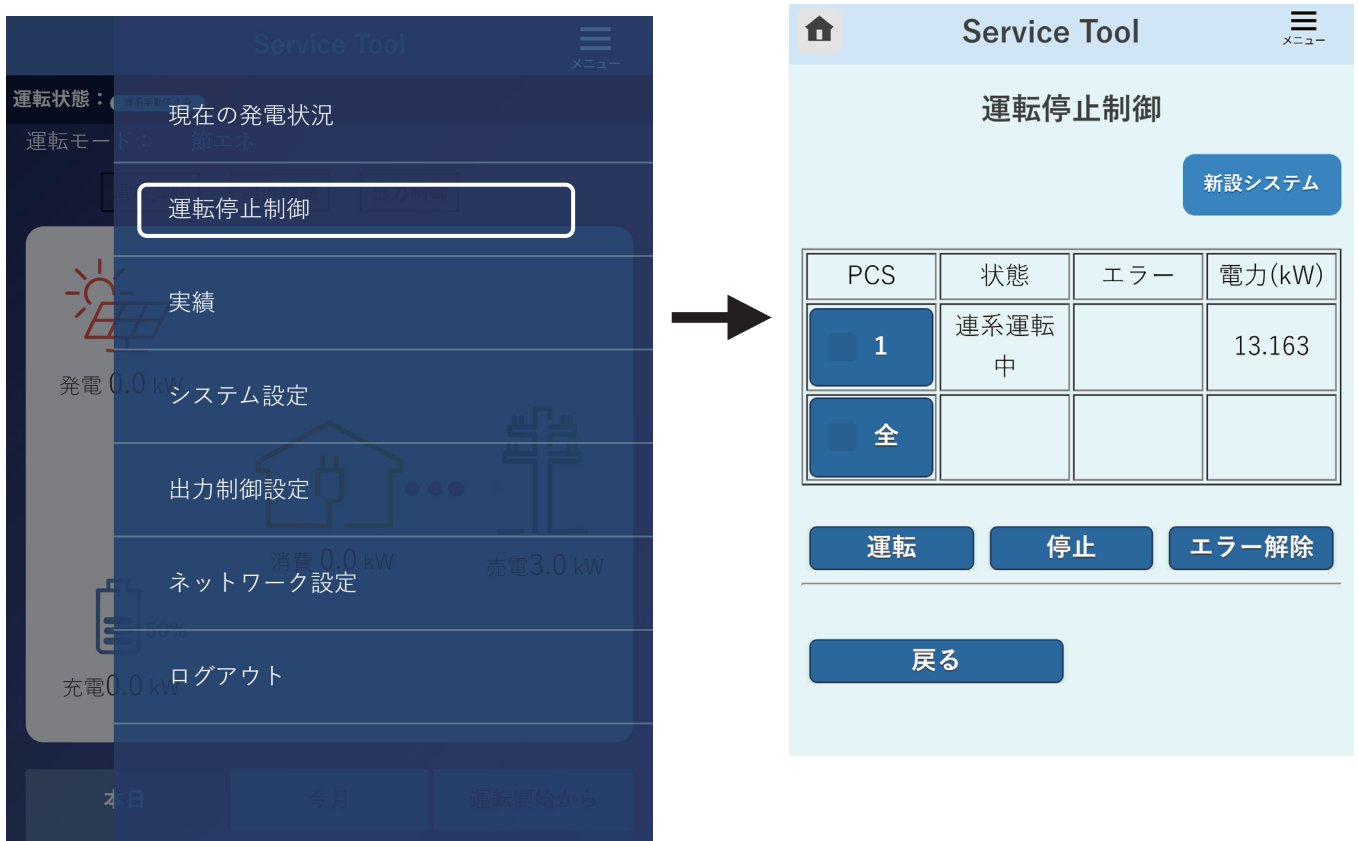 Service Tool
メニュー
運転状態：
現在の発電状況
運転モード： 節エネ
運転停止制御
実績
発電 0.0 kW
システム設定
出力制御設定
消費 0.0 kW
売電3.0 kW
ネットワーク設定
50%
ログアウト
充電0.0 kW
本日
今月
運転開始から
Service Tool
メニュー
運転停止制御
新設システム
PCS 状態 エラー 電力(kW)
1 連系運転中 13.163
全
運転 停止 エラー解除
戻る